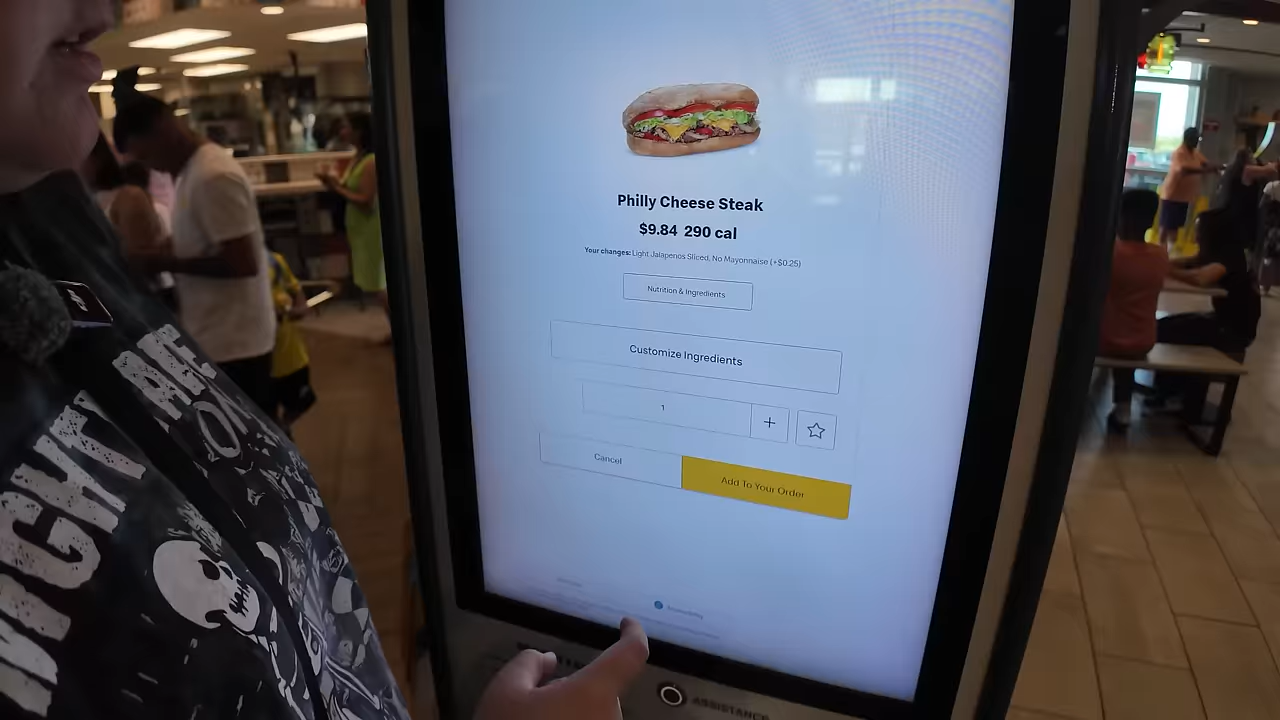 Philly Cheese Steak
$9.84 290 cal
Your changes: Light Jalapenos Sliced, No Mayonnaise (+$0.25)
Nutrition & Ingredients
Customize Ingredients
1
+
Cancel
Add To Your Order
Accessibility
ASSISTANCE